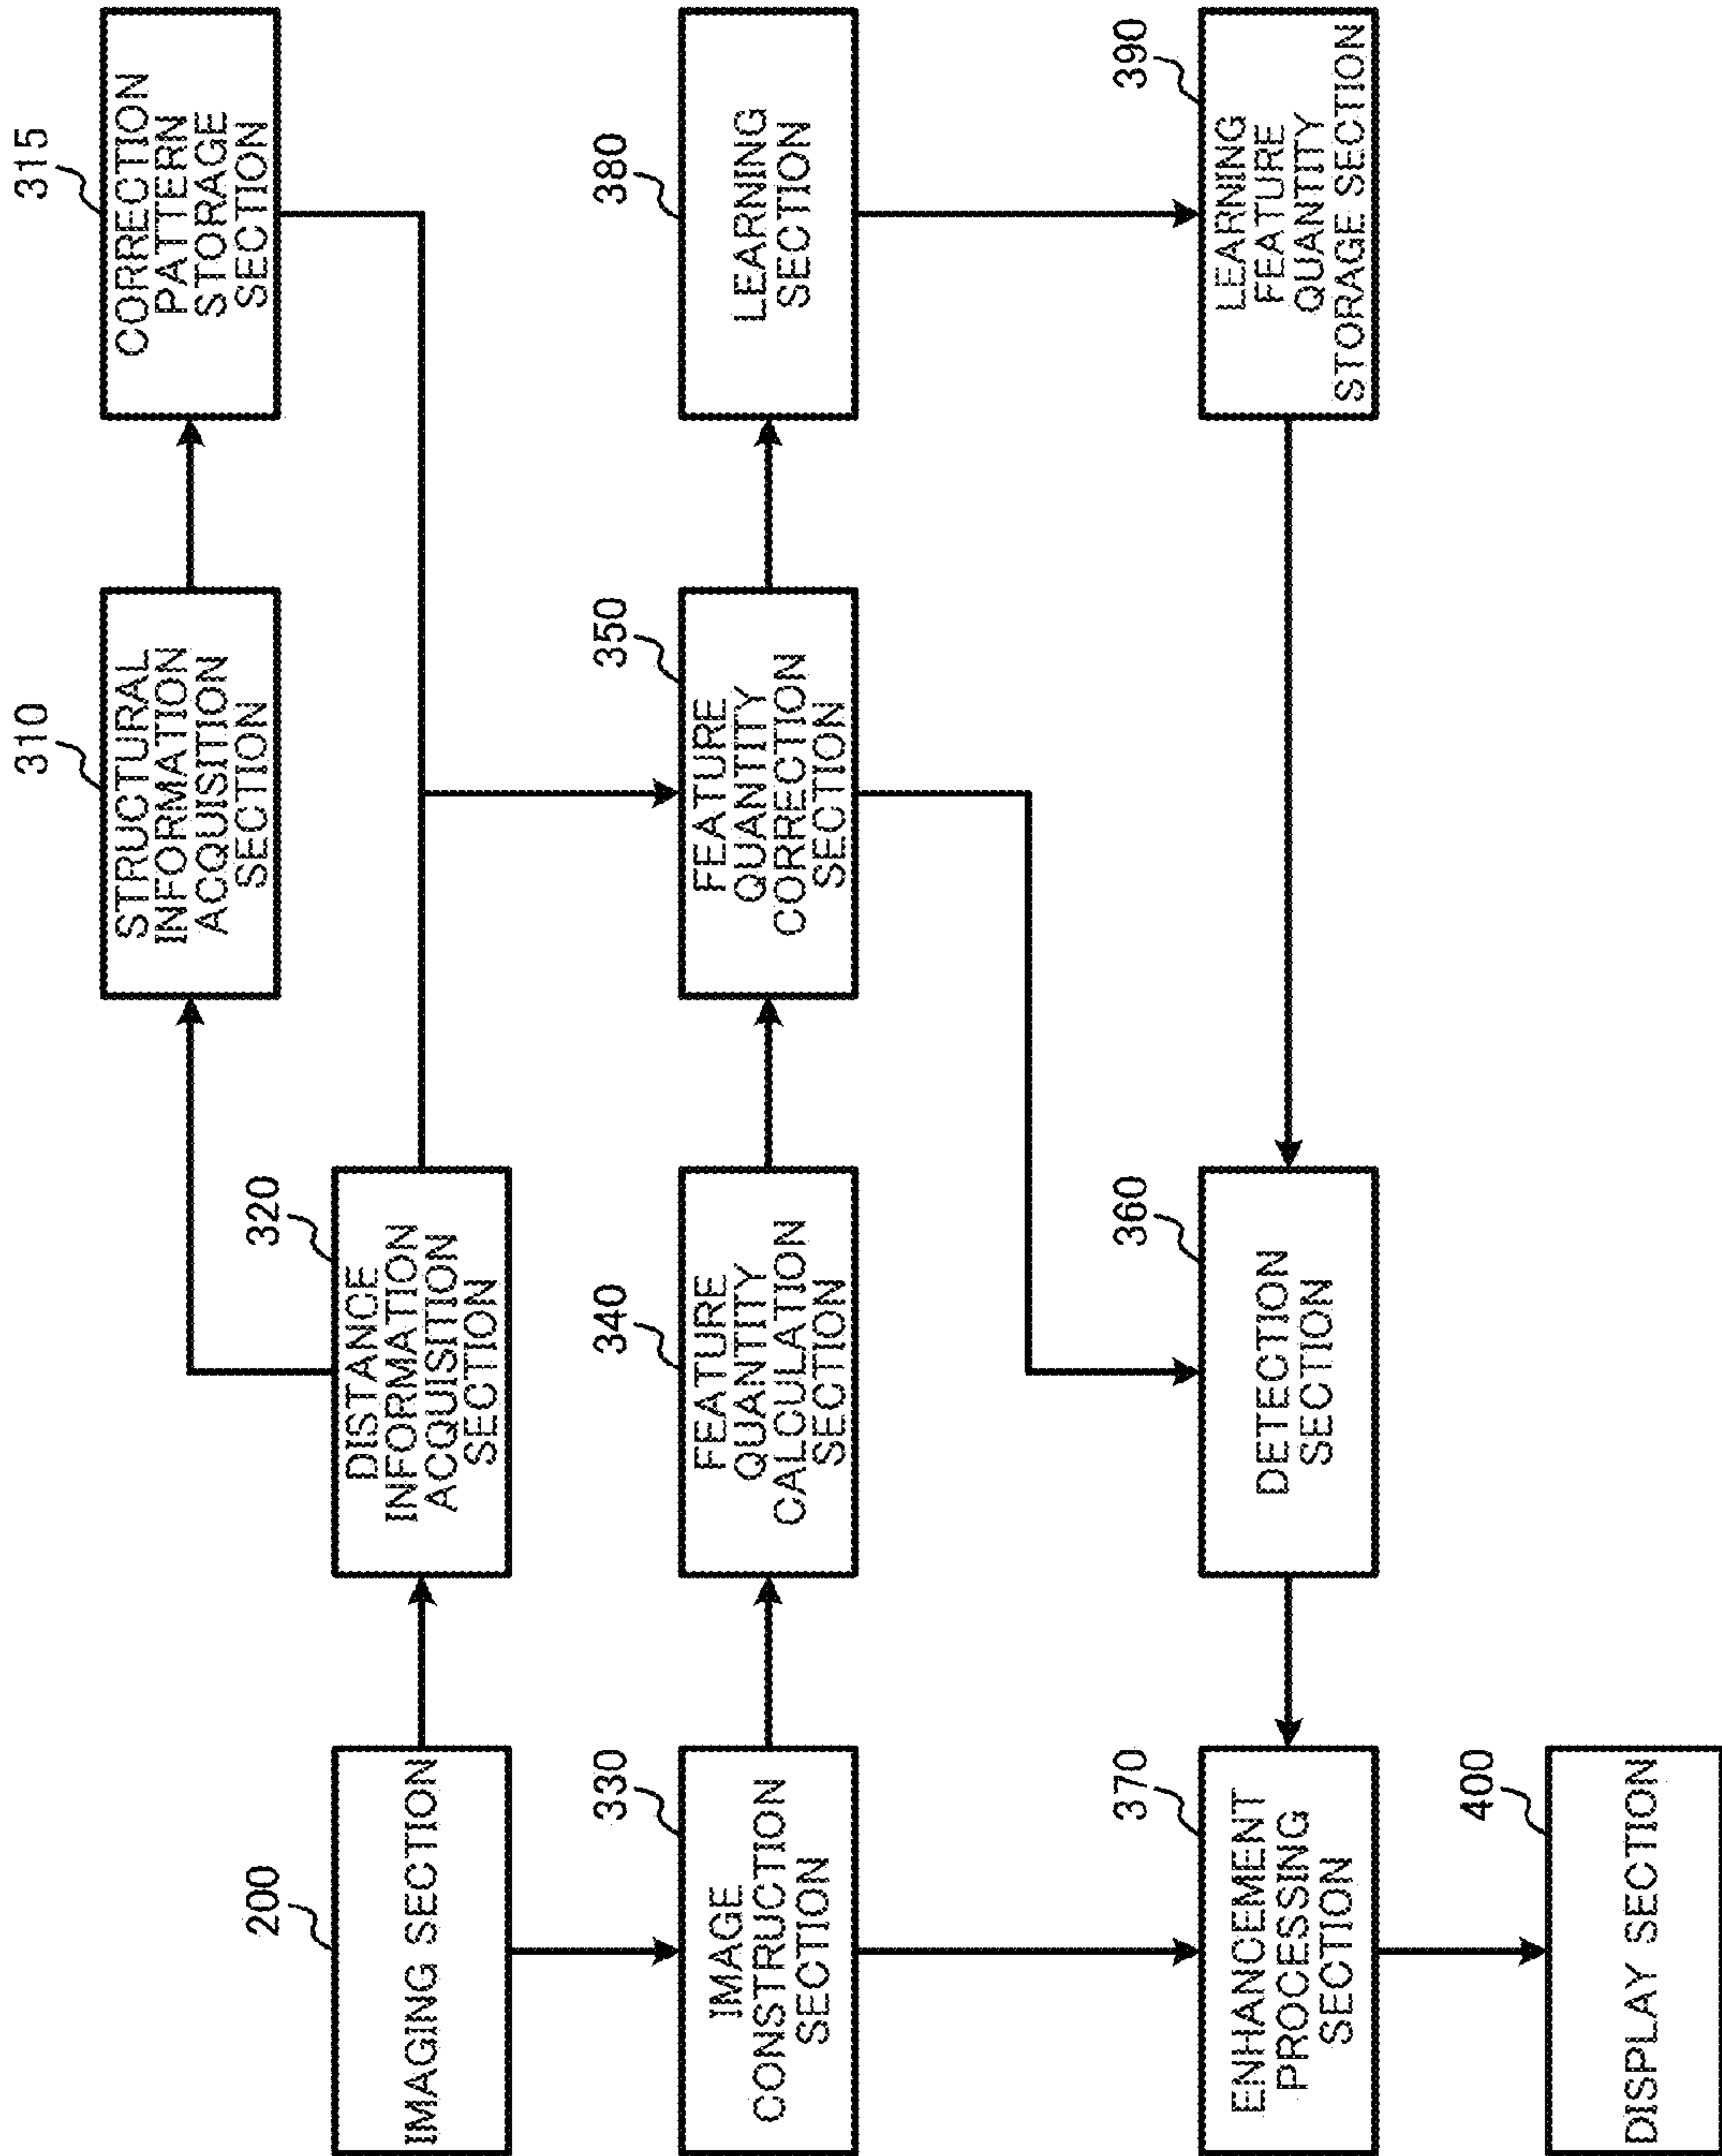 310
STRUCTURAL
INFORMATION
ACQUISITION
SECTION
315
CORRECTION
PATTERN
STORAGE
SECTION
200
IMAGING SECTION
320
DISTANCE
INFORMATION
ACQUISITION
SECTION
330
IMAGE
CONSTRUCTION
SECTION
340
FEATURE
QUANTITY
CALCULATION
SECTION
350
FEATURE
QUANTITY
CORRECTION
SECTION
380
LEARNING
SECTION
370
ENHANCEMENT
PROCESSING
SECTION
360
DETECTION
SECTION
390
LEARNING
FEATURE
QUANTITY
STORAGE SECTION
400
DISPLAY SECTION